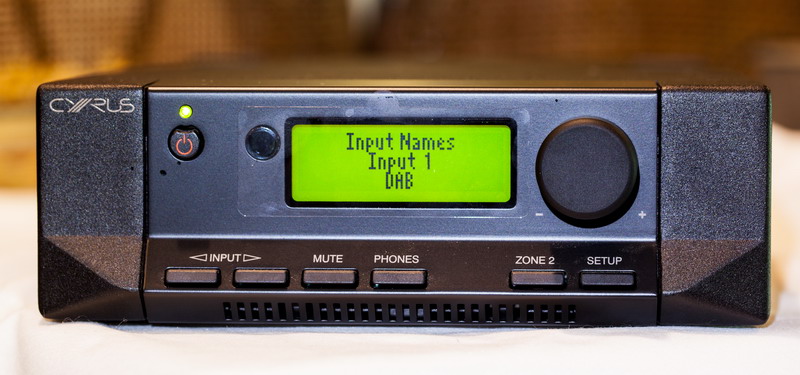 CYRUS
Input Names
Input 1
DAB
- +
INPUT
MUTE
PHONES
ZONE 2
SETUP